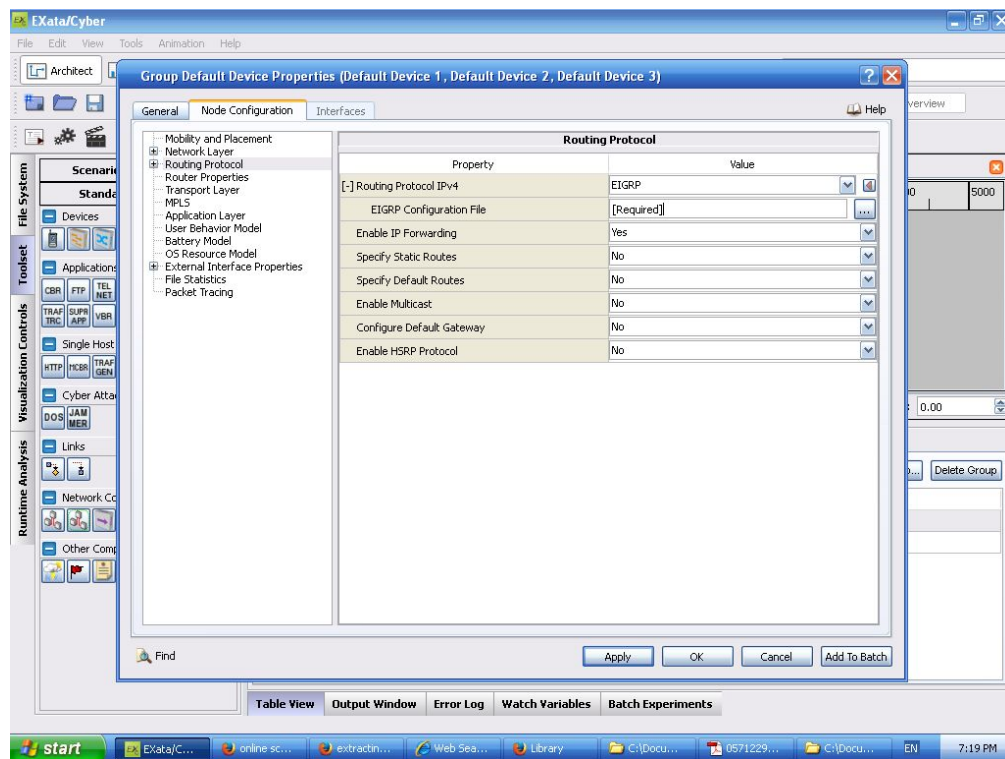 EXata/Cyber
File Edit View Tools Animation Help
Architect
Group Default Device Properties (Default Device 1, Default Device 2, Default Device 3)
General Node Configuration Interfaces Help
Mobility and Placement
Network Layer
Routing Protocol
Router Properties
Transport Layer
MPLS
Application Layer
User Behavior Model
Battery Model
OS Resource Model
External Interface Properties
File Statistics
Packet Tracing
Routing Protocol
Property Value
[-] Routing Protocol IPv4 EIGRP
EIGRP Configuration File [Required] ...
Enable IP Forwarding Yes
Specify Static Routes No
Specify Default Routes No
Enable Multicast No
Configure Default Gateway No
Enable HSRP Protocol No
Find
Apply OK Cancel Add To Batch
File System
Toolset
Visualization Controls
Runtime Analysis
Devices
Applications
CBR FTP TEL NET
TRAF TRC SUPR APP VBR
Single Host
HTTP MCBR TRAF GEN
Cyber Atta
DOS JAM MER
Links
Network Co
Other Comp
5000
0.00
Delete Group
Table View Output Window Error Log Watch Variables Batch Experiments
start EXata/C... online sc... extractin... Web Sea... Library C:\Docu... 0571229... C:\Docu... EN 7:19 PM